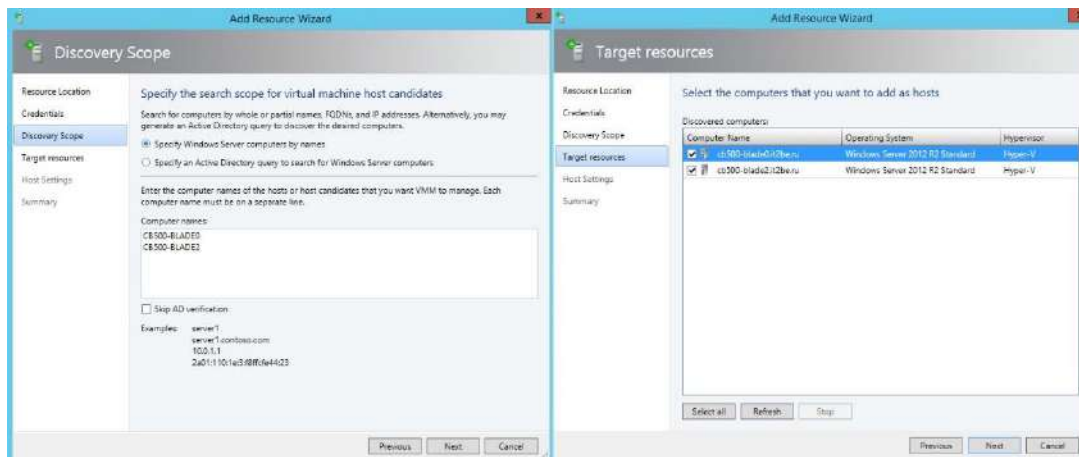 Add Resource Wizard
Discovery Scope
Resource Location
Credentials
Discovery Scope
Target resources
Host Settings
Summary
Specify the search scope for virtual machine host candidates
Search for computers by whole or partial names, FQDNs, and IP addresses. Alternatively, you may
generate an Active Directory query to discover the desired computers.
Specify Windows Server computers by names
Specify an Active Directory query to search for Windows Server computers
Enter the computer names of the hosts or host candidates that you want VMM to manage. Each
computer name must be on a separate line.
Computer names:
CB500-BLADE0
CB500-BLADE2
Skip AD verification
Examples: server1
server1.contoso.com
10.0.1.1
Previous Next Cancel
Add Resource Wizard
Target resources
Resource Location
Credentials
Discovery Scope
Target resources
Host Settings
Summary
Select the computers that you want to add as hosts
Discovered computers:
Computer Name Operating System Hypervisor
cb500-blade0.it2be.ru Windows Server 2012 R2 Standard Hyper-V
cb500-blade2.it2be.ru Windows Server 2012 R2 Standard Hyper-V
Select all Refresh Stop
Previous Next Cancel